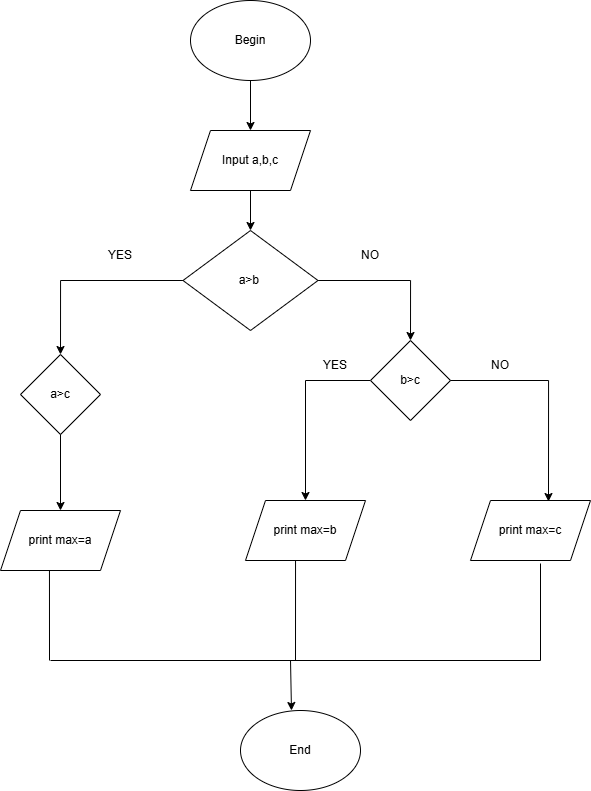 Begin
Input a,b,c
a>b
YES
NO
a>c
b>c
YES
NO
print max=a
print max=b
print max=c
End